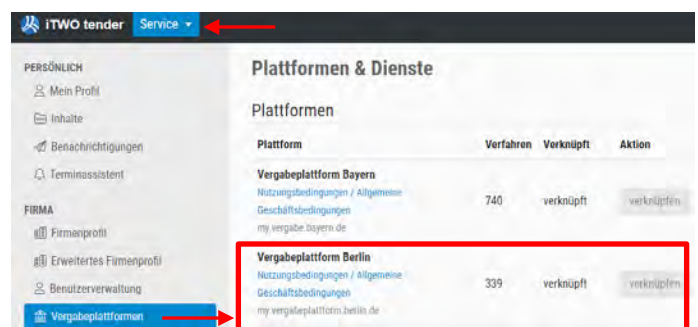 iTWO tender Service
PERSÖNLICH
Mein Profil
Inhalte
Benachrichtigungen
Terminassistent
FIRMA
Firmenprofil
Erweitertes Firmenprofil
Benutzerverwaltung
Vergabeplattformen
Plattformen & Dienste
Plattformen
Plattform Verfahren Verknüpft Aktion
Vergabeplattform Bayern
Nutzungsbedingungen / Allgemeine
Geschäftsbedingungen
my.vergabe.bayern.de
740 verknüpft verknüpfen
Vergabeplattform Berlin
Nutzungsbedingungen / Allgemeine
Geschäftsbedingungen
my.vergabeplattform.berlin.de
339 verknüpft verknüpfen